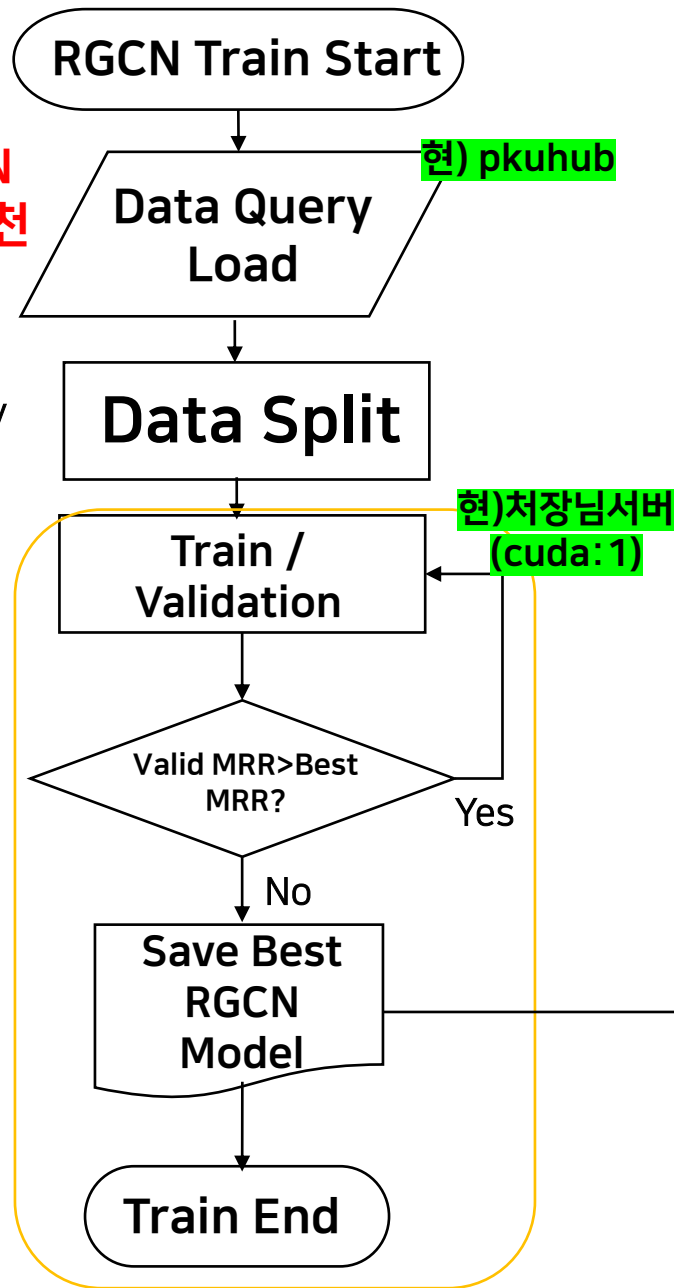 RGCN Train Start
현) pkuhub
N
천
Data Query
Load
Data Split
현)처장님서버
(cuda:1)
Train /
Validation
Valid MRR>Best
MRR?
Yes
No
Save Best
RGCN
Model
Train End